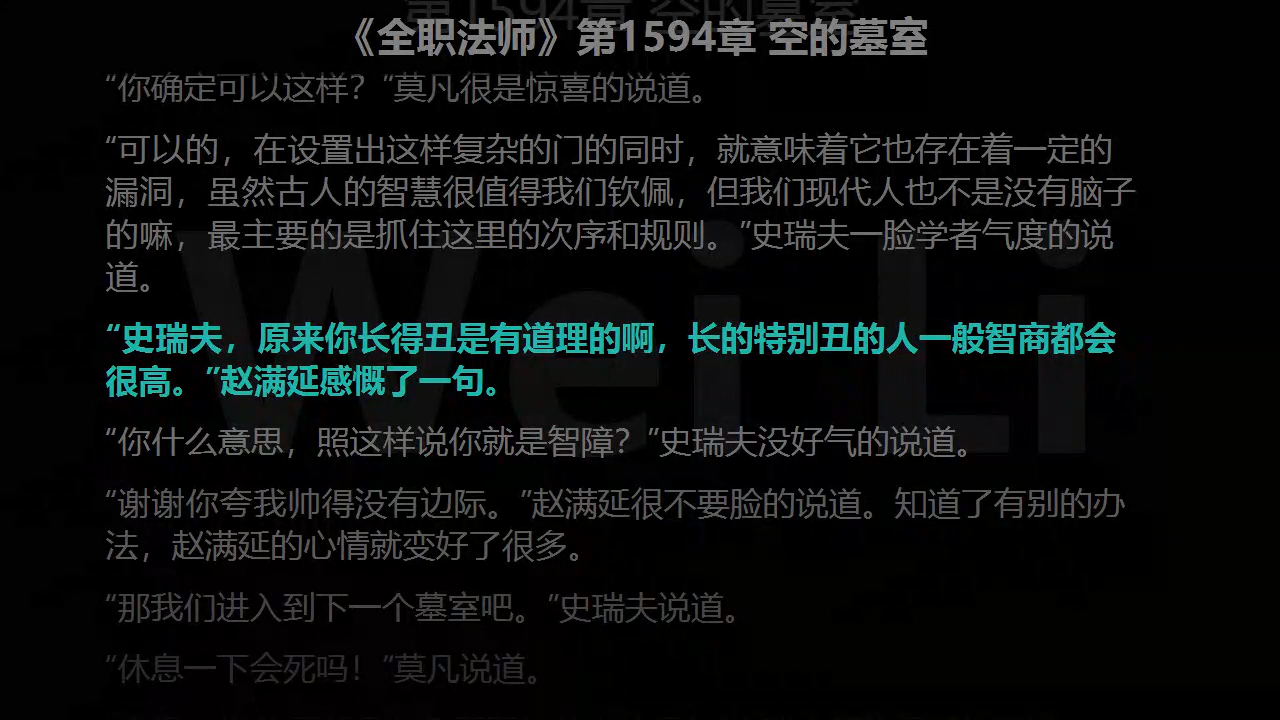 第1594章 空的墓室
《全职法师》第1594章 空的墓室
“你确定可以这样？”莫凡很是惊喜的说道。
“可以的，在设置出这样复杂的门的同时，就意味着它也存在着一定的
漏洞，虽然古人的智慧很值得我们钦佩，但我们现代人也不是没有脑子
的嘛，最主要的是抓住这里的次序和规则。”史瑞夫一脸学者气度的说
道。
“史瑞夫，原来你长得丑是有道理的啊，长的特别丑的人一般智商都会
很高。”赵满延感慨了一句。
“你什么意思，照这样说你就是智障？”史瑞夫没好气的说道。
“谢谢你夸我帅得没有边际。”赵满延很不要脸的说道。知道了有别的办
法，赵满延的心情就变好了很多。
“那我们进入到下一个墓室吧。”史瑞夫说道。
“休息一下会死吗！”莫凡说道。
Wei Li